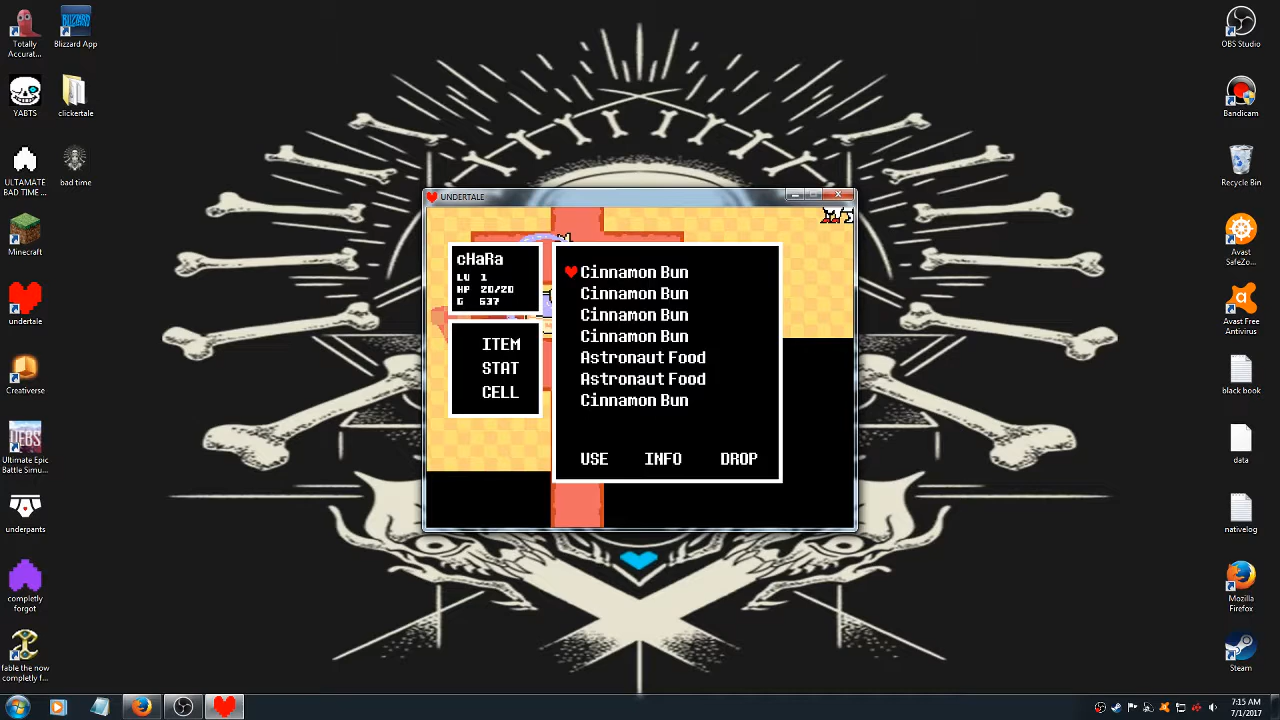 Totally
Accurat...
Blizzard App
YABTS
clickertale
ULTIMATE
BAD TIME...
bad time
Minecraft
undertale
Creativerse
Ultimate Epic
Battle Simu...
underpants
completly
forgot
fable the now
completly f...
UNDERTALE
cHaRa
LV 1
HP 20/20
G 537
ITEM
STAT
CELL
Cinnamon Bun
Cinnamon Bun
Cinnamon Bun
Cinnamon Bun
Astronaut Food
Astronaut Food
Cinnamon Bun
USE INFO DROP
OBS Studio
Bandicam
Recycle Bin
Avast
SafeZo...
Avast Free
Antivirus
black book
data
nativelog
Mozilla
Firefox
Steam
7:15 AM
7/1/2017